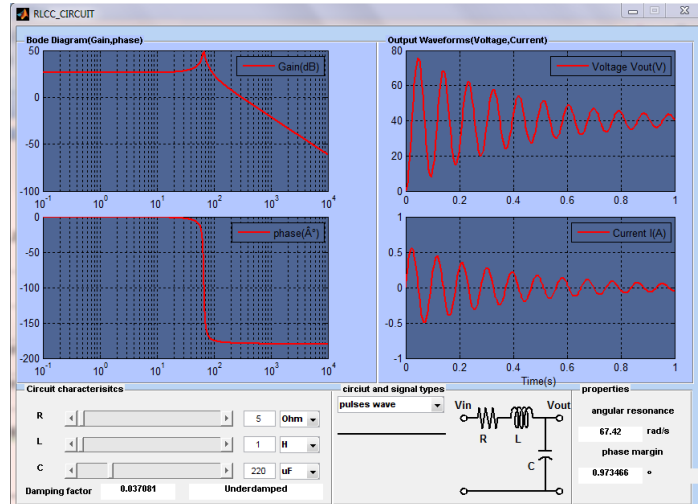 RLCC_CIRCUIT
Bode Diagram(Gain,phase)
50
0
-50
-100
Gain(dB)
10^-1 10^0 10^1 10^2 10^3 10^4
0
-50
-100
-150
-200
phase(Â°)
10^-1 10^0 10^1 10^2 10^3 10^4
Output Waveforms(Voltage,Current)
80
60
40
20
0
Voltage Vout(V)
0 0.2 0.4 0.6 0.8 1
1
0.5
0
-0.5
-1
Current I(A)
0 0.2 0.4 0.6 0.8 1
Time(s)
Circuit characterisitcs
R 5 Ohm
L 1 H
C 220 uF
Damping factor 0.037081 Underdamped
circiut and signal types
pulses wave
Vin Vout
R L
C
properties
angular resonance
67.42 rad/s
phase margin
0.973466 °